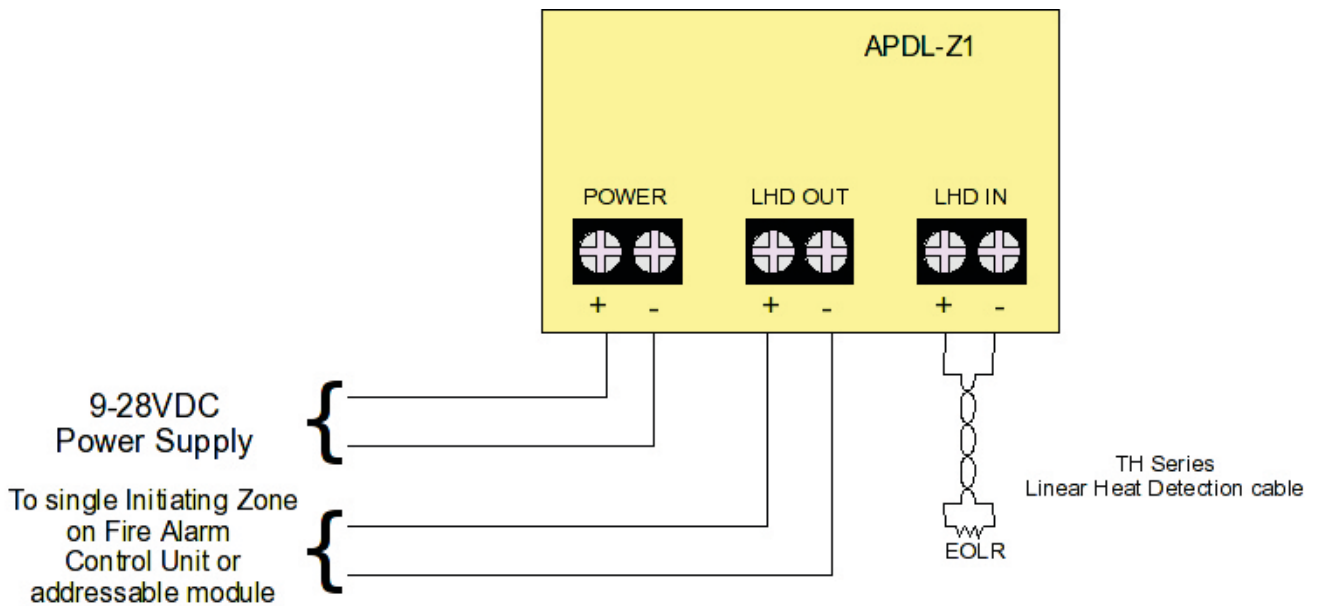 APDL-Z1
POWER
LHD OUT
LHD IN
+ -
+ -
+ -
9-28VDC
Power Supply
To single Initiating Zone
on Fire Alarm
Control Unit or
addressable module
TH Series
Linear Heat Detection cable
EOLR